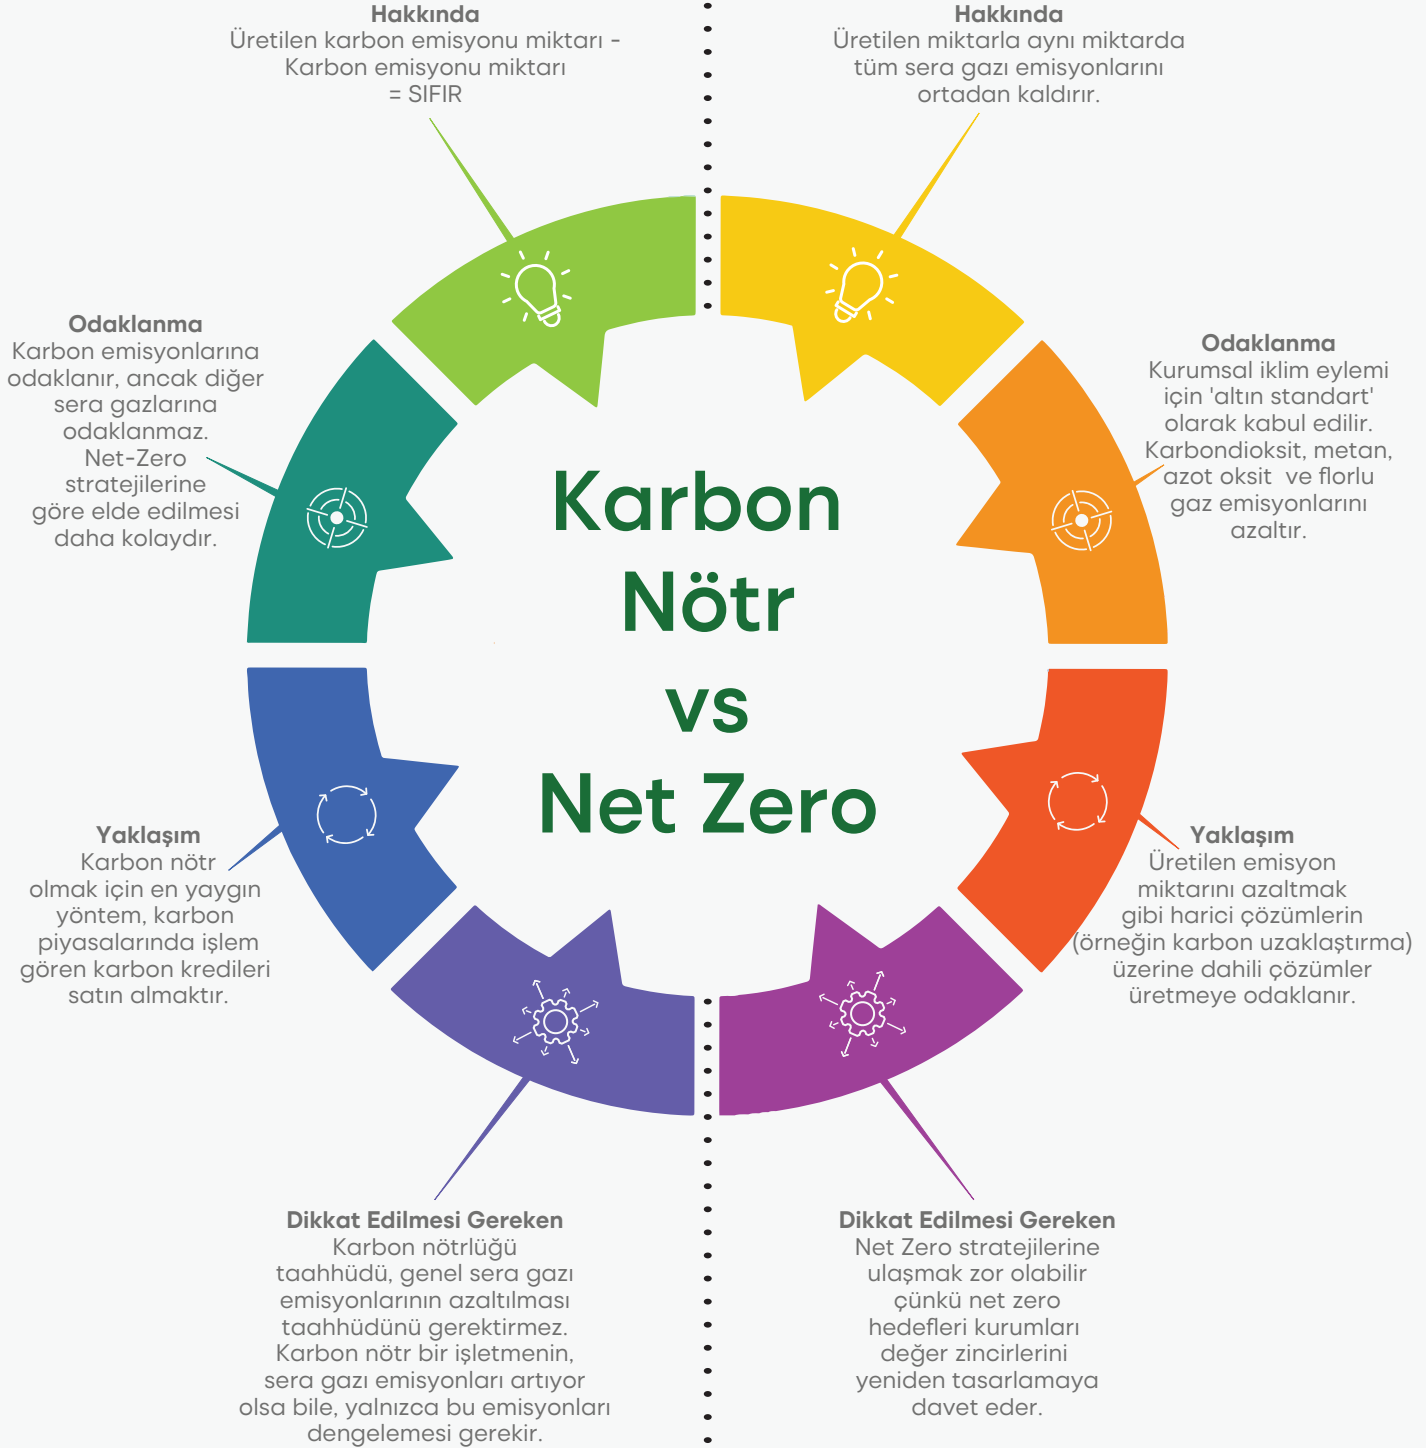 Hakkında
Üretilen karbon emisyonu miktarı -
Karbon emisyonu miktarı
= SIFIR
Hakkında
Üretilen miktarla aynı miktarda
tüm sera gazı emisyonlarını
ortadan kaldırır.
Odaklanma
Karbon emisyonlarına
odaklanır, ancak diğer
sera gazlarına
odaklanmaz.
Net-Zero
stratejilerine
göre elde edilmesi
daha kolaydır.
Odaklanma
Kurumsal iklim eylemi
için 'altın standart'
olarak kabul edilir.
Karbondioksit, metan,
azot oksit ve florlu
gaz emisyonlarını
azaltır.
Karbon
Nötr
vs
Net Zero
Yaklaşım
Karbon nötr
olmak için en yaygın
yöntem, karbon
piyasalarında işlem
gören karbon kredileri
satın almaktır.
Yaklaşım
Üretilen emisyon
miktarını azaltmak
gibi harici çözümlerin
(örneğin karbon uzaklaştırma)
üzerine dahili çözümler
üretmeye odaklanır.
Dikkat Edilmesi Gereken
Karbon nötrlüğü
taahhüdü, genel sera gazı
emisyonlarının azaltılması
taahhüdünü gerektirmez.
Karbon nötr bir işletmenin,
sera gazı emisyonları artıyor
olsa bile, yalnızca bu emisyonları
dengelemesi gerekir.
Dikkat Edilmesi Gereken
Net Zero stratejilerine
ulaşmak zor olabilir
çünkü net zero
hedefleri kurumları
değer zincirlerini
yeniden tasarlamaya
davet eder.